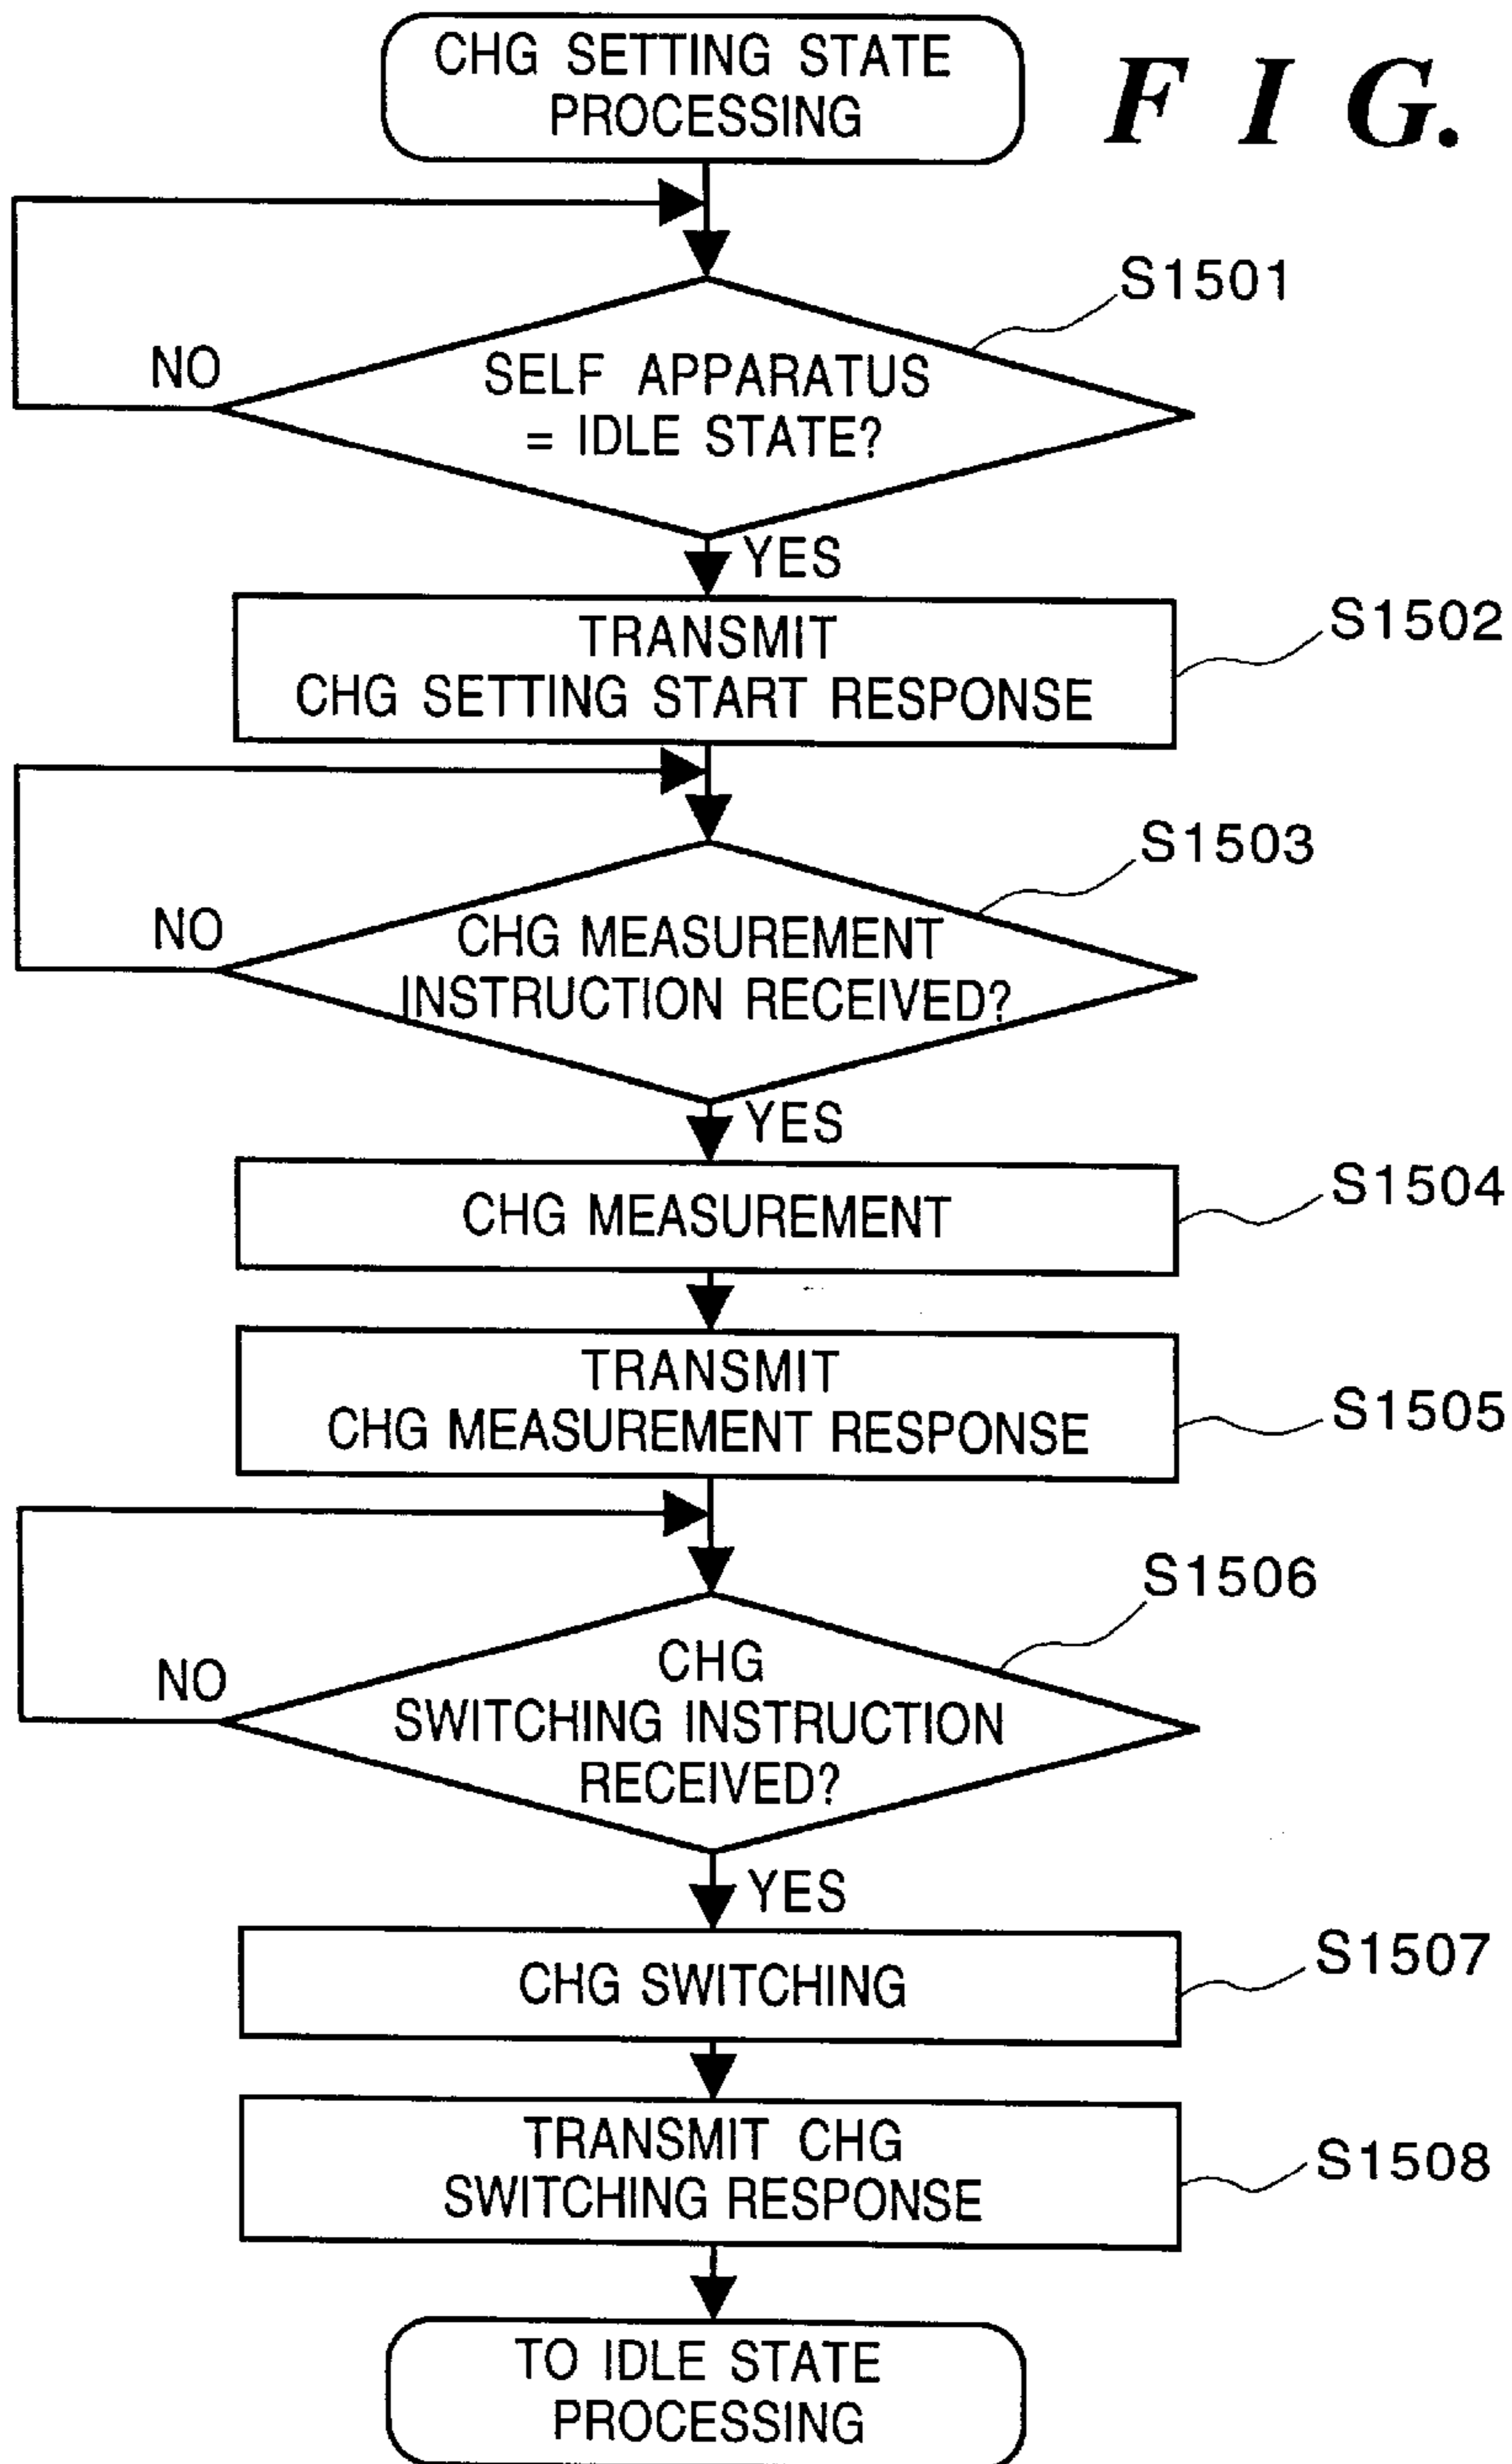 CHG SETTING STATE
PROCESSING
F I G.
S1501
NO
SELF APPARATUS
= IDLE STATE?
YES
TRANSMIT
CHG SETTING START RESPONSE
S1502
S1503
NO
CHG MEASUREMENT
INSTRUCTION RECEIVED?
YES
CHG MEASUREMENT
S1504
TRANSMIT
CHG MEASUREMENT RESPONSE
S1505
S1506
NO
CHG
SWITCHING INSTRUCTION
RECEIVED?
YES
CHG SWITCHING
S1507
TRANSMIT CHG
SWITCHING RESPONSE
S1508
TO IDLE STATE
PROCESSING